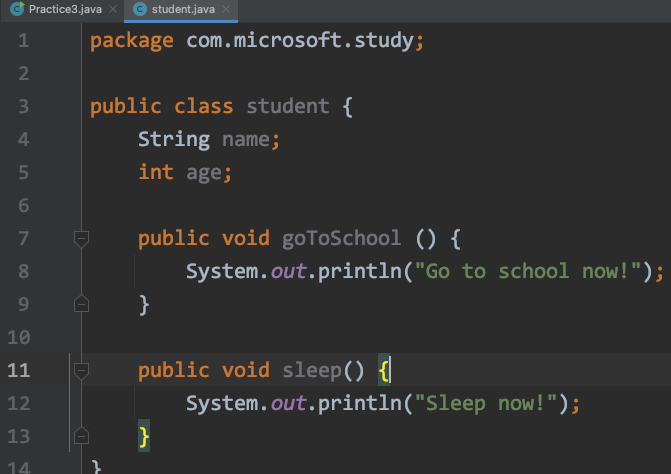 Practice3.java student.java
1 package com.microsoft.study;
2
3 public class student {
4 String name;
5 int age;
6
7 public void goToSchool () {
8 System.out.println("Go to school now!");
9 }
10
11 public void sleep() {
12 System.out.println("Sleep now!");
13 }
14 }